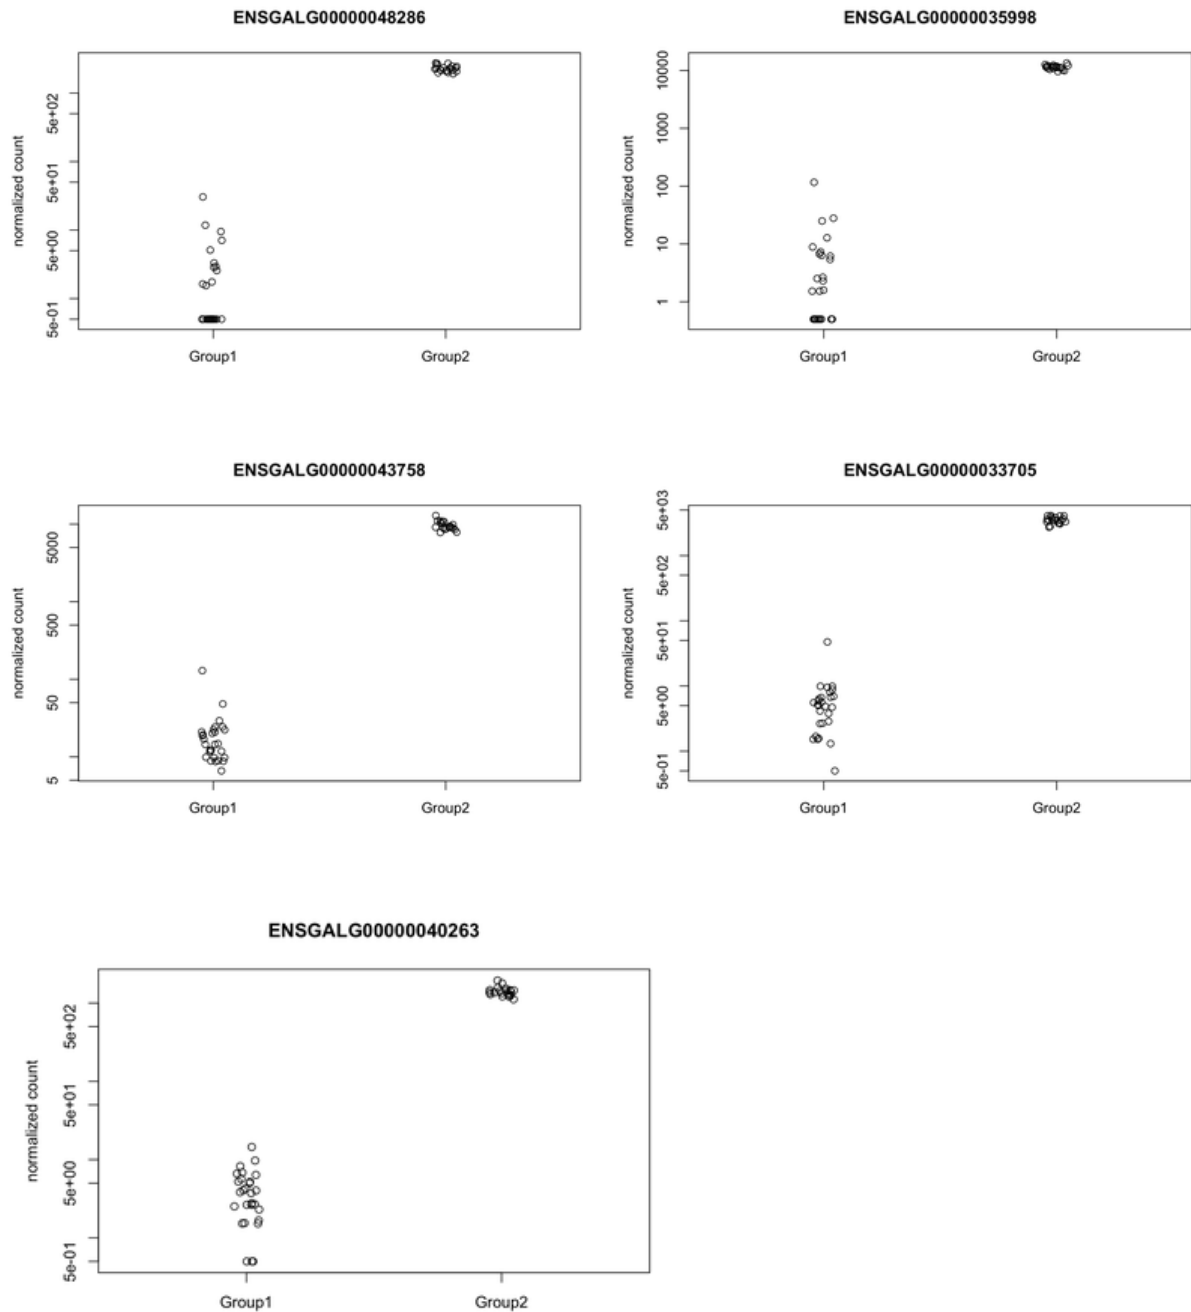 ENSGALG00000048286
normalized count
5e+02
5e+01
5e+00
5e-01
Group1 Group2
ENSGALG00000035998
normalized count
10000
1000
100
10
1
Group1 Group2
ENSGALG00000043758
normalized count
5000
500
50
5
Group1 Group2
ENSGALG00000033705
normalized count
5e+03
5e+02
5e+01
5e+00
5e-01
Group1 Group2
ENSGALG00000040263
normalized count
5e+02
5e+01
5e+00
5e-01
Group1 Group2